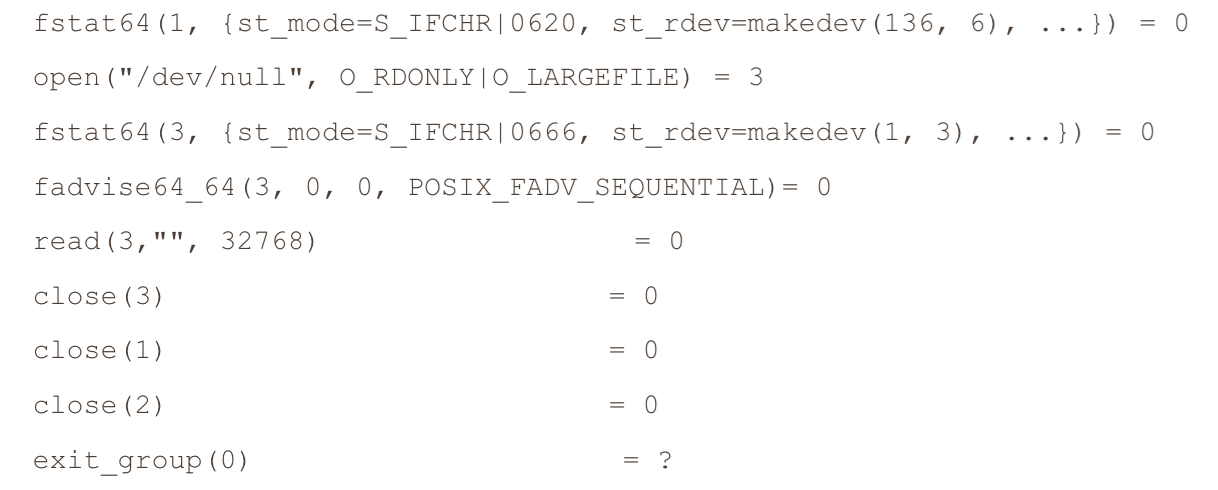 fstat64(1, {st_mode=S_IFCHR|0620, st_rdev=makedev(136, 6), ...}) = 0
open("/dev/null", O_RDONLY|O_LARGEFILE) = 3
fstat64(3, {st_mode=S_IFCHR|0666, st_rdev=makedev(1, 3), ...}) = 0
fadvise64_64(3, 0, 0, POSIX_FADV_SEQUENTIAL)= 0
read(3,"", 32768) = 0
close(3) = 0
close(1) = 0
close(2) = 0
exit_group(0) = ?